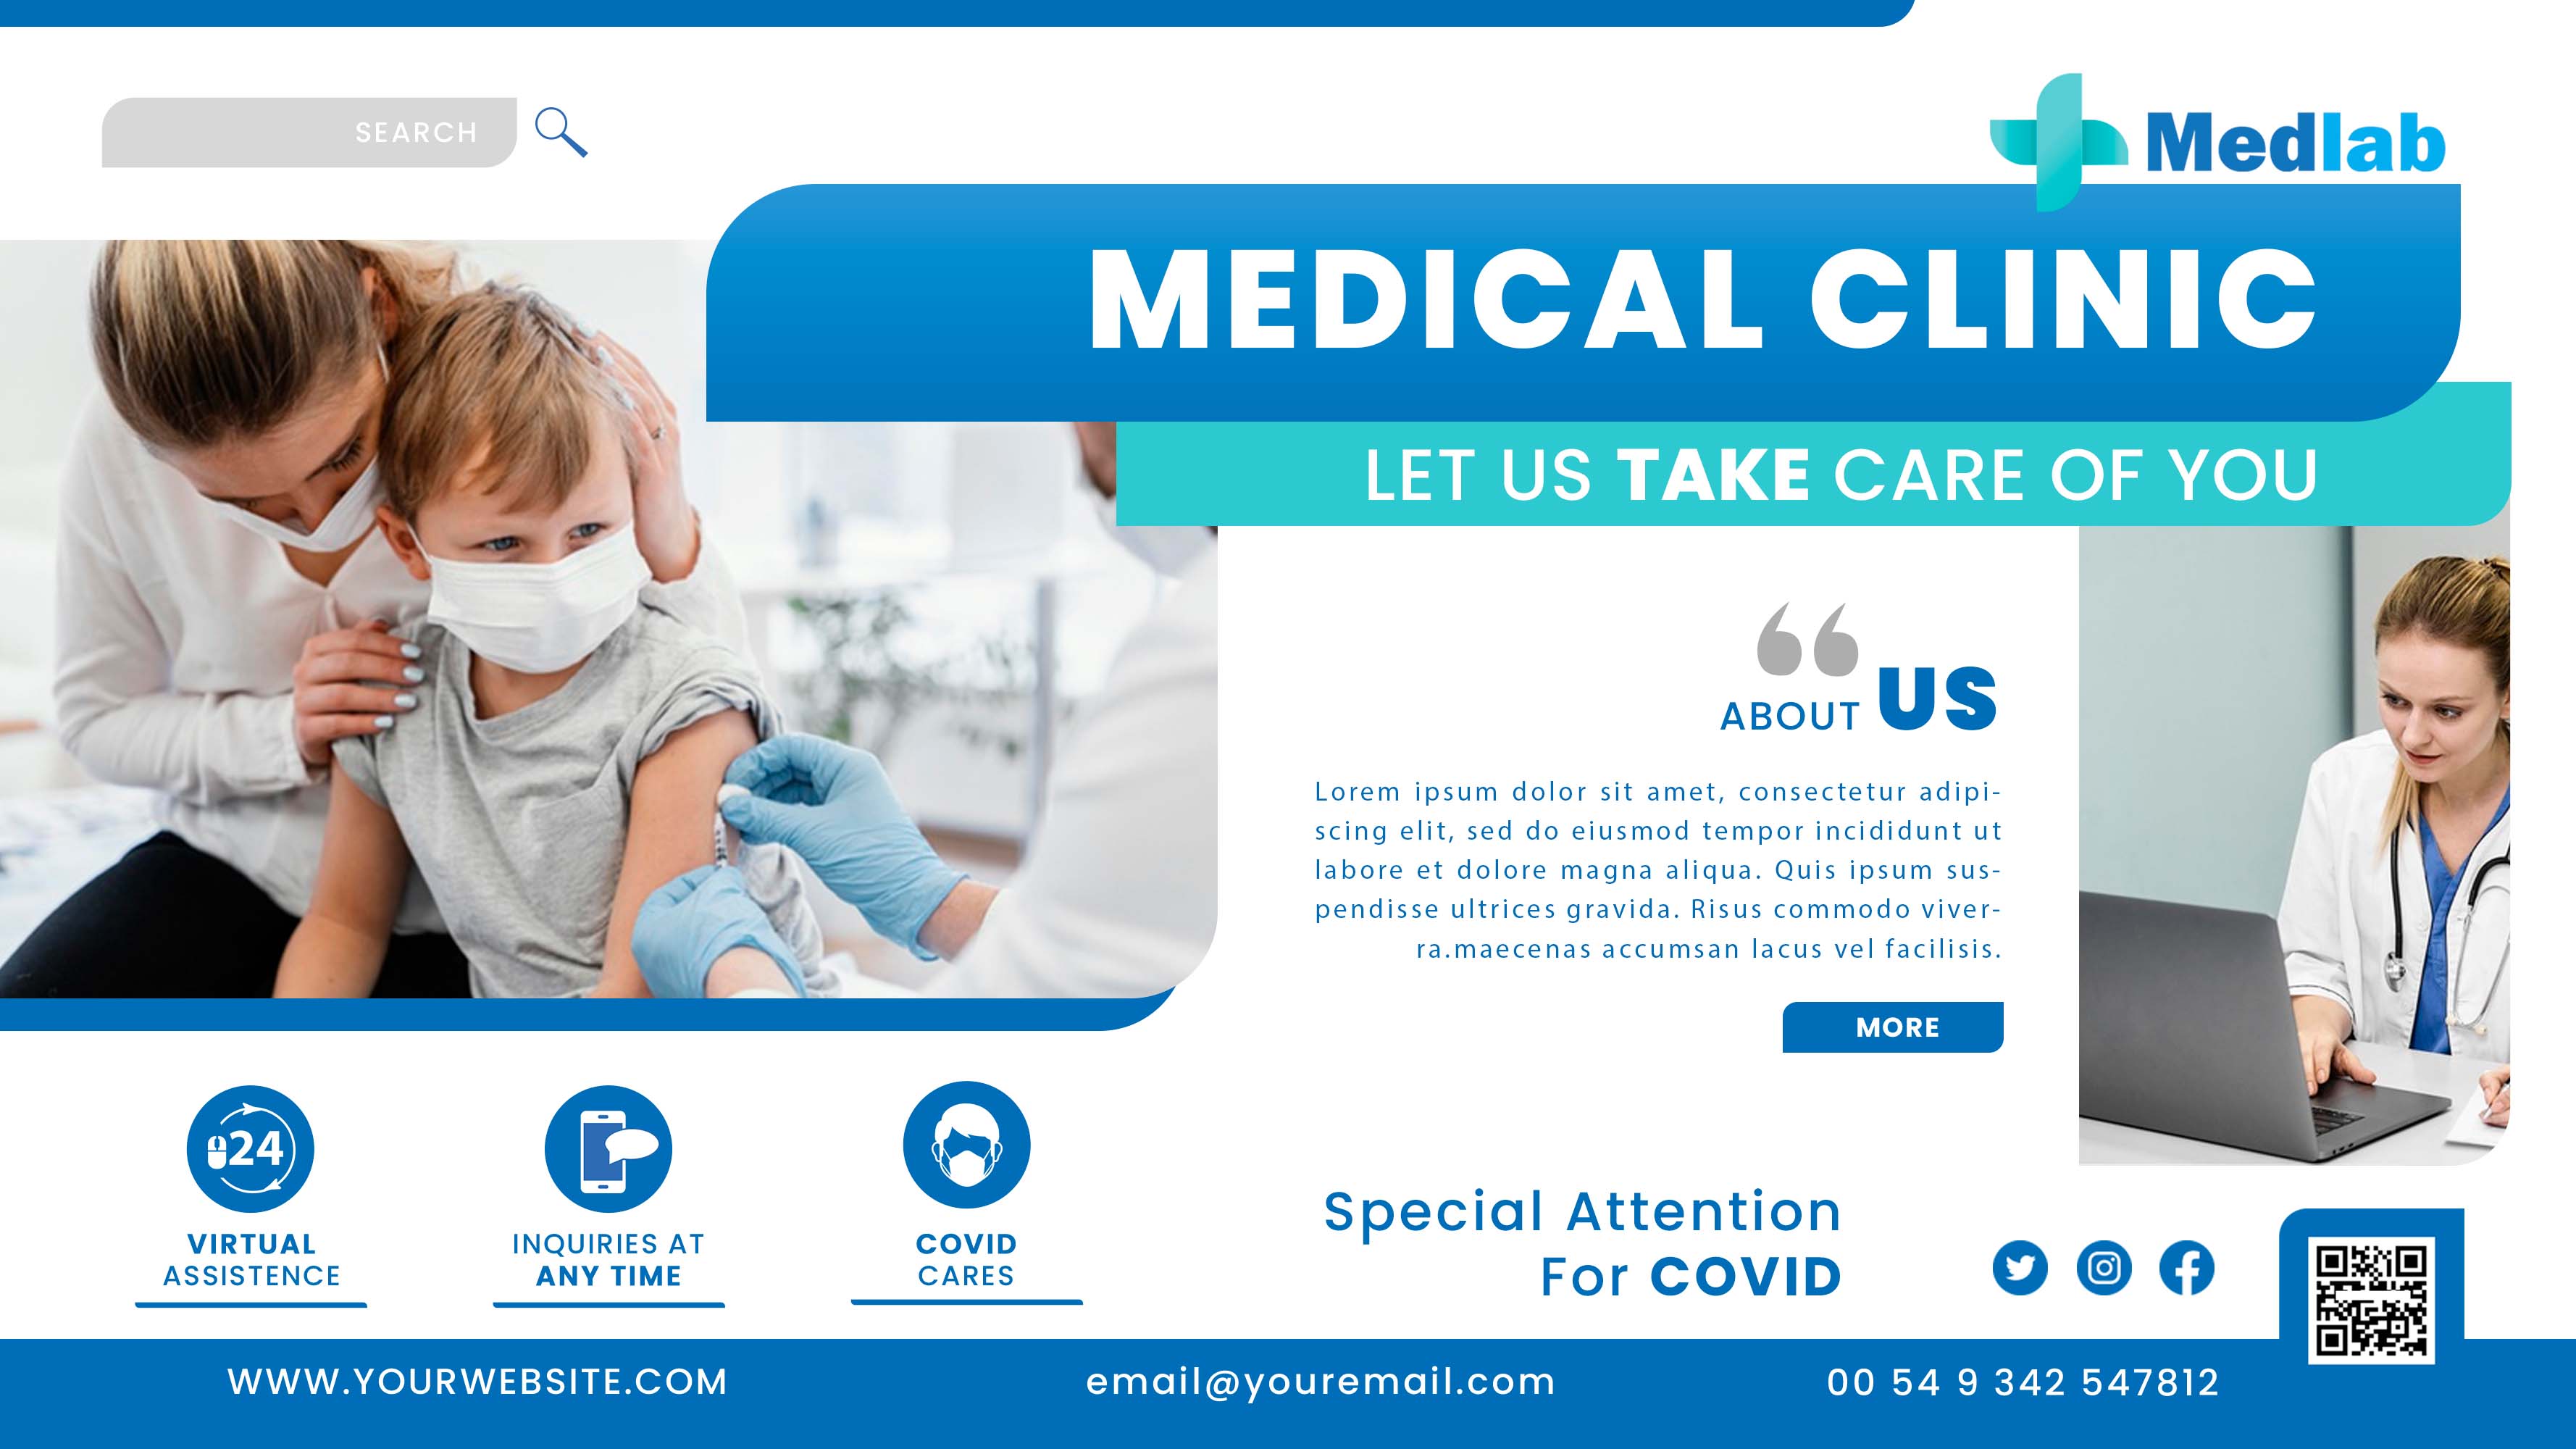 SEARCH
Medlab
MEDICAL CLINIC
LET US TAKE CARE OF YOU
ABOUT US
Lorem ipsum dolor sit amet, consectetur adipi-
scing elit, sed do eiusmod tempor incididunt ut
labore et dolore magna aliqua. Quis ipsum sus-
pendisse ultrices gravida. Risus commodo viver-
ra.maecenas accumsan lacus vel facilisis.
MORE
24
VIRTUAL
ASSISTENCE
INQUIRIES AT
ANY TIME
COVID
CARES
Special Attention
For COVID
WWW.YOURWEBSITE.COM
email@youremail.com
00 54 9 342 547812